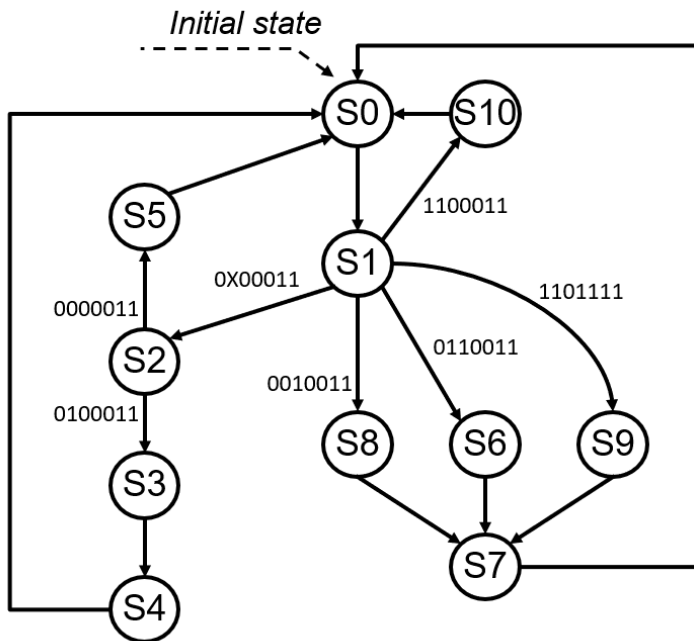 Initial state
S0
S10
S5
1100011
S1
0X00011
1101111
0000011
S2
0110011
0010011
0100011
S8
S6
S9
S3
S7
S4